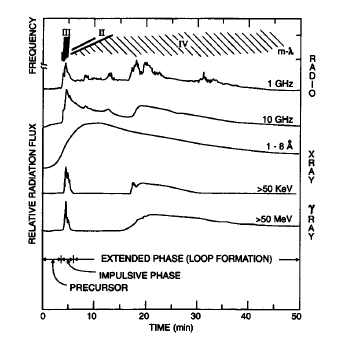 III
II
IV
m-λ
FREQUENCY
RADIO
1 GHz
10 GHz
1 - 8 Å
XRAY
>50 KeV
>50 MeV
γ RAY
RELATIVE RADIATION FLUX
EXTENDED PHASE (LOOP FORMATION)
IMPULSIVE PHASE
PRECURSOR
0
10
20
30
40
50
TIME (min)